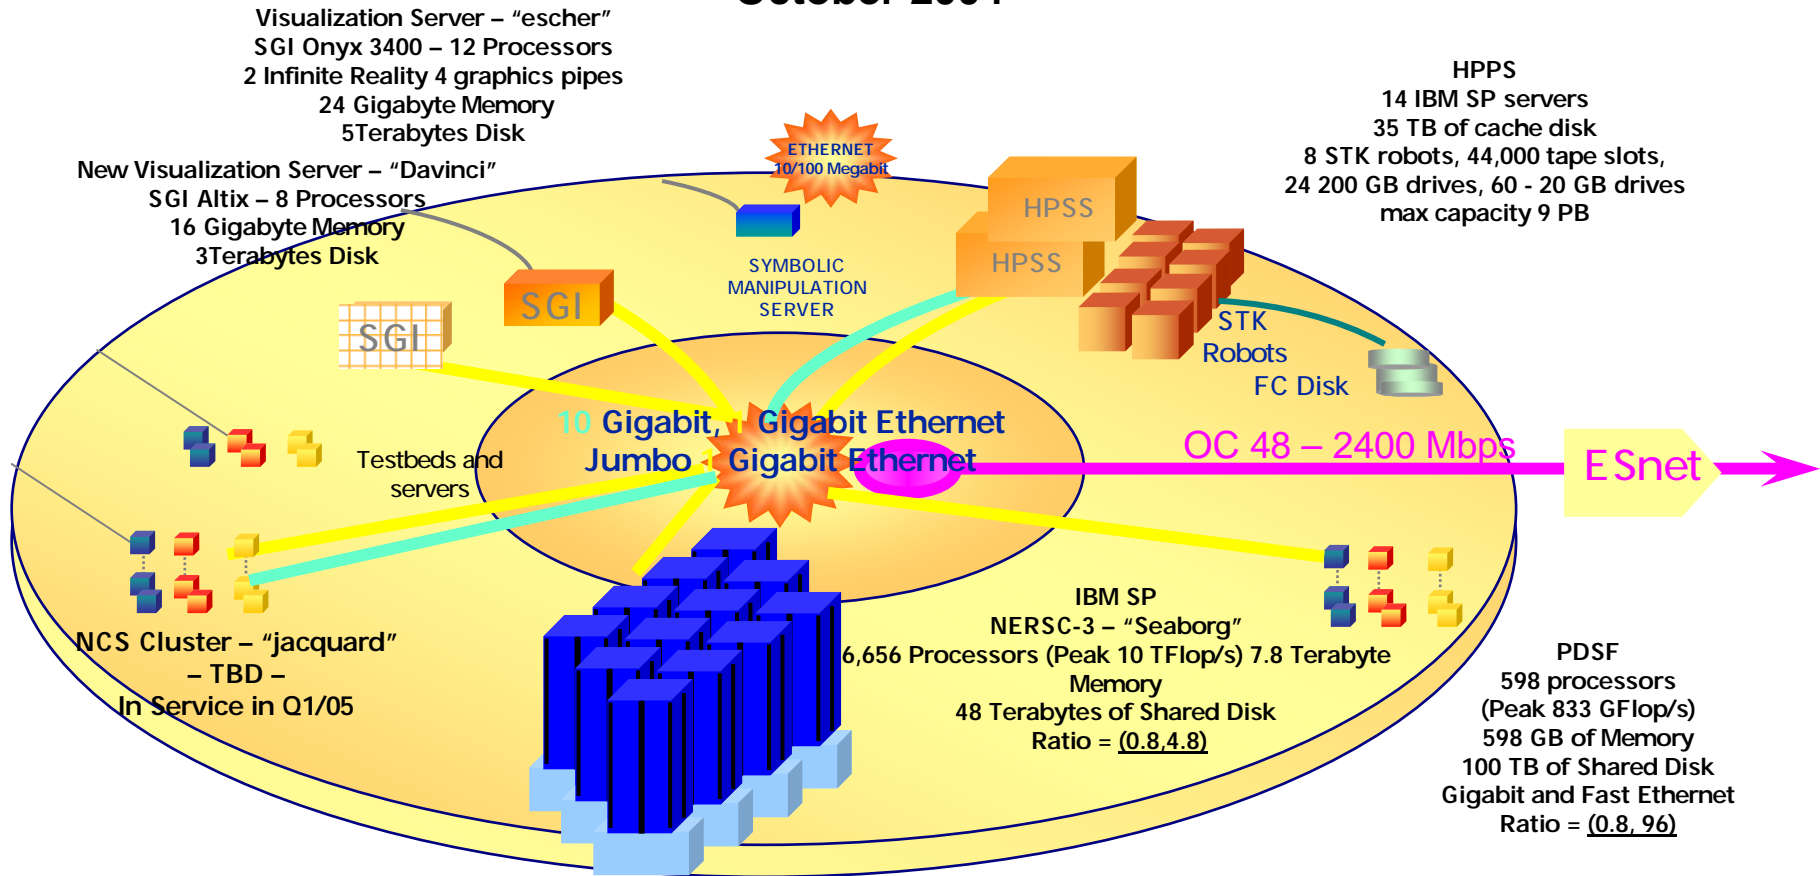 Visualization Server – “escher”
SGI Onyx 3400 – 12 Processors
2 Infinite Reality 4 graphics pipes
24 Gigabyte Memory
5Terabytes Disk
New Visualization Server – “Davinci”
SGI Altix – 8 Processors
16 Gigabyte Memory
3Terabytes Disk
ETHERNET
10/100 Megabit
HPPS
14 IBM SP servers
35 TB of cache disk
8 STK robots, 44,000 tape slots,
24 200 GB drives, 60 - 20 GB drives
max capacity 9 PB
HPSS
HPSS
SYMBOLIC
MANIPULATION
SERVER
SGI
SGI
STK
Robots
FC Disk
10 Gigabit, 1 Gigabit Ethernet
Jumbo 1 Gigabit Ethernet
OC 48 – 2400 Mbps
ESnet
Testbeds and
servers
NCS Cluster – “jacquard”
– TBD –
In Service in Q1/05
IBM SP
NERSC-3 – “Seaborg”
6,656 Processors (Peak 10 TFlop/s) 7.8 Terabyte
Memory
48 Terabytes of Shared Disk
Ratio = (0.8,4.8)
PDSF
598 processors
(Peak 833 GFlop/s)
598 GB of Memory
100 TB of Shared Disk
Gigabit and Fast Ethernet
Ratio = (0.8, 96)